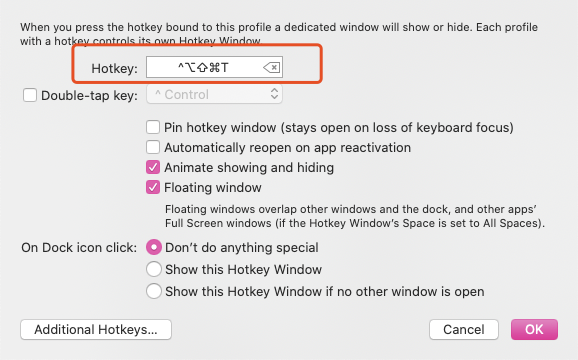 When you press the hotkey bound to this profile a dedicated window will show or hide. Each profile
with a hotkey controls its own Hotkey Window.
Hotkey: ^⌥⇧⌘T
Double-tap key: ^ Control
Pin hotkey window (stays open on loss of keyboard focus)
Automatically reopen on app reactivation
Animate showing and hiding
Floating window
Floating windows overlap other windows and the dock, and other apps'
Full Screen windows (if the Hotkey Window's Space is set to All Spaces).
On Dock icon click: Don't do anything special
Show this Hotkey Window
Show this Hotkey Window if no other window is open
Additional Hotkeys... Cancel OK